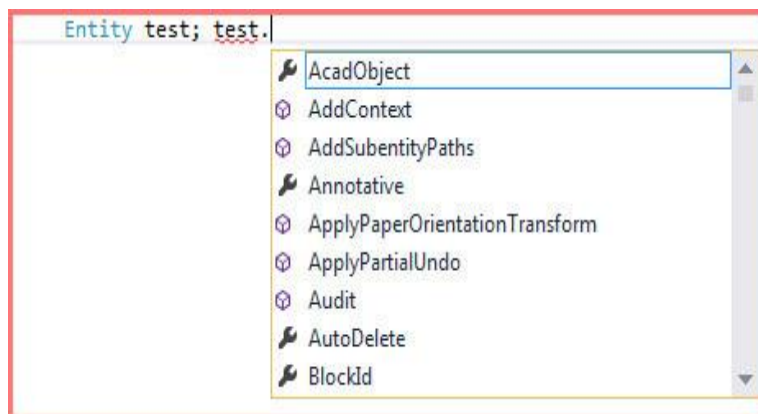 Entity test; test.
AcadObject
AddContext
AddSubentityPaths
Annotative
ApplyPaperOrientationTransform
ApplyPartialUndo
Audit
AutoDelete
BlockId